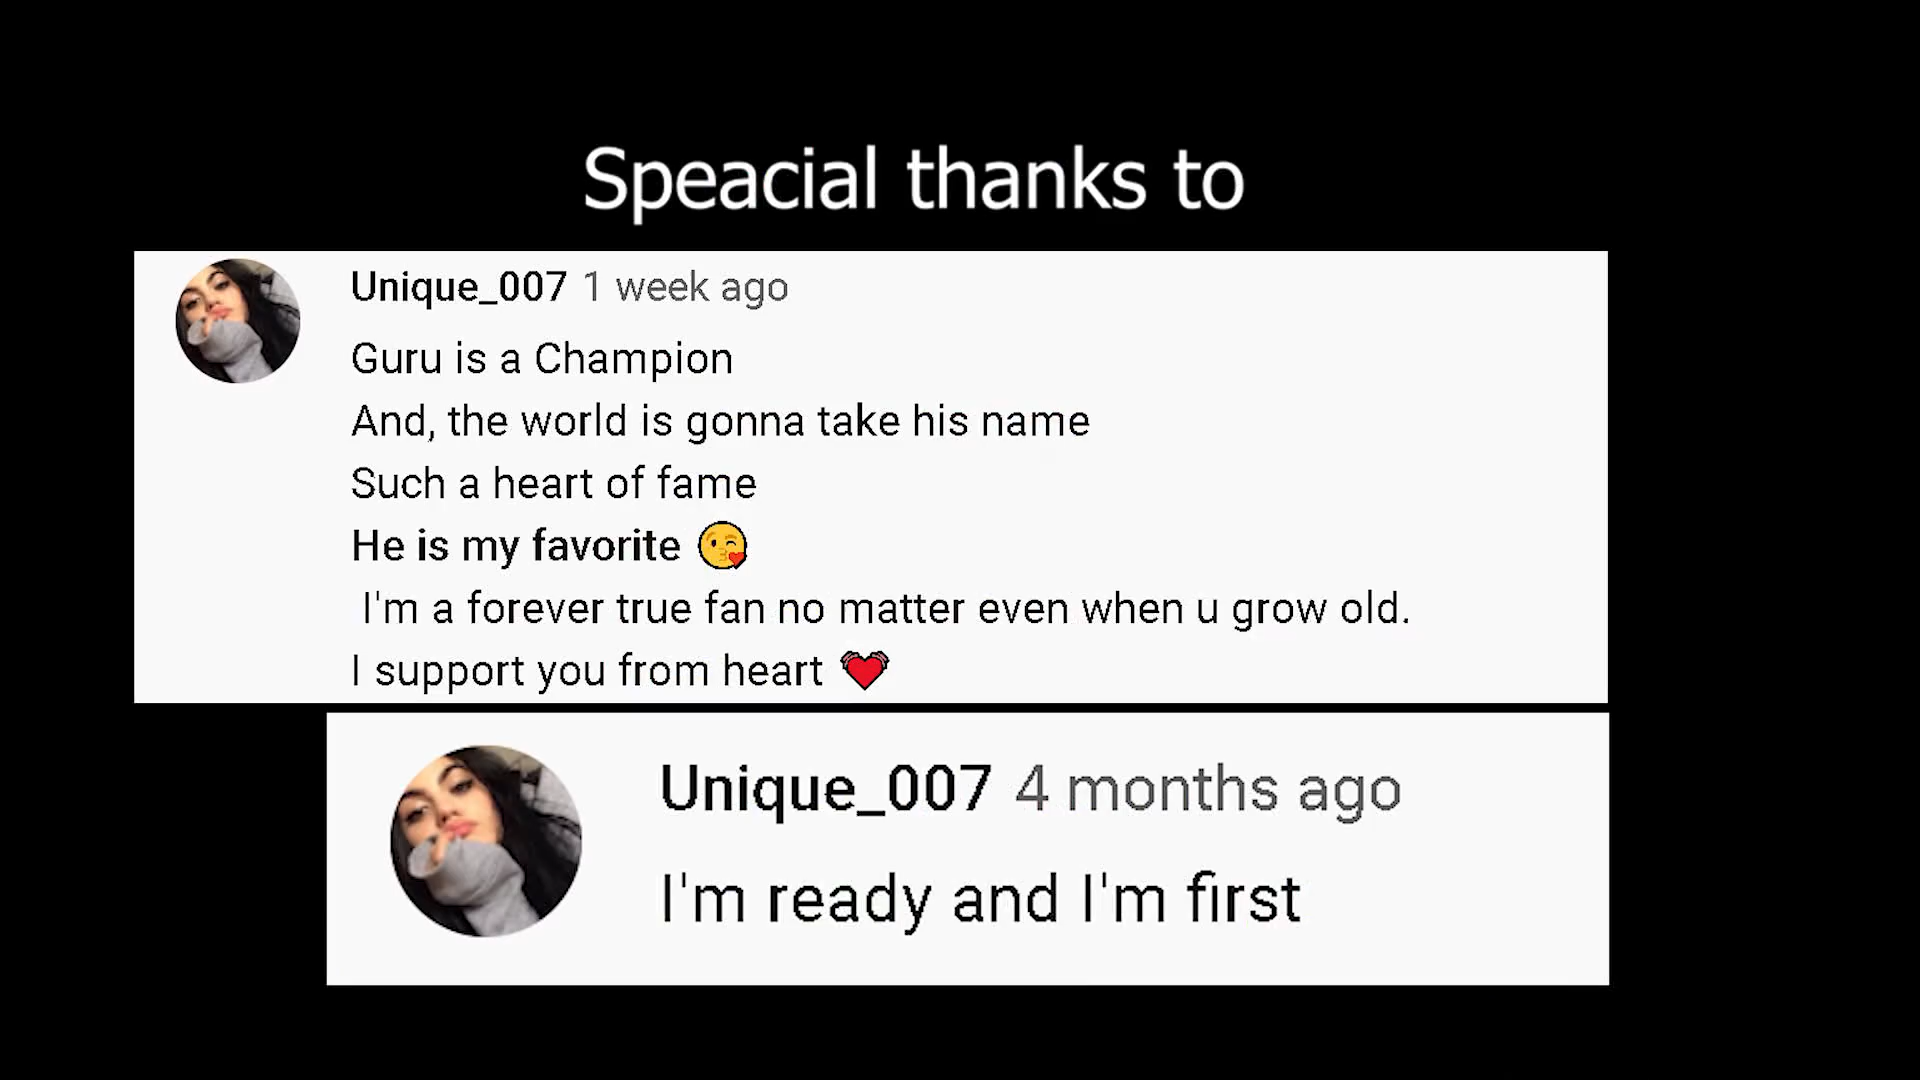 Speacial thanks to
Unique_007 1 week ago
Guru is a Champion
And, the world is gonna take his name
Such a heart of fame
He is my favorite 😘
I'm a forever true fan no matter even when u grow old.
I support you from heart 💓
Unique_007 4 months ago
I'm ready and I'm first